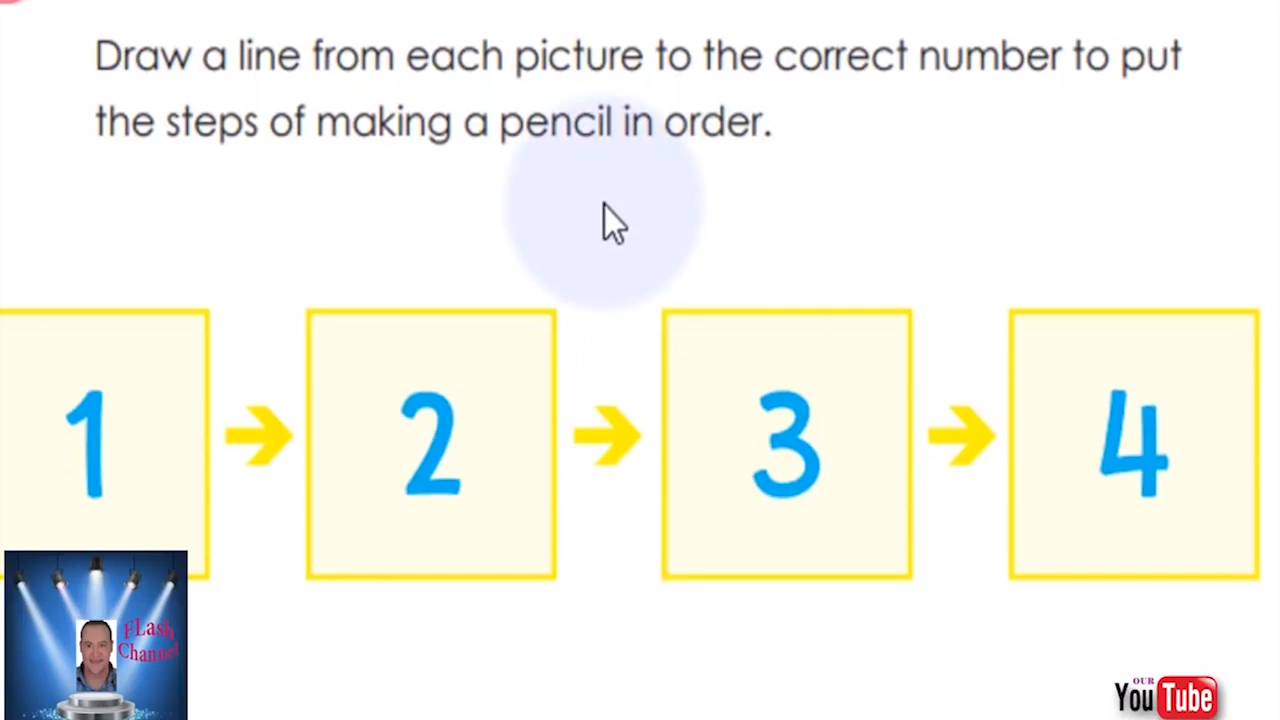 Draw a line from each picture to the correct number to put
the steps of making a pencil in order.
1 2 3 4
FLash
Channel
OUR
YouTube